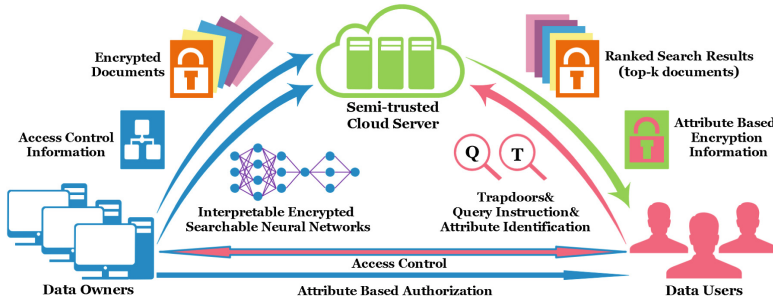 Encrypted
Documents
Ranked Search Results
(top-k documents)
Semi-trusted
Cloud Server
Access Control
Information
Attribute Based
Encryption
Information
Q
T
Interpretable Encrypted
Searchable Neural Networks
Trapdoors&
Query Instruction&
Attribute Identification
Access Control
Data Owners
Attribute Based Authorization
Data Users